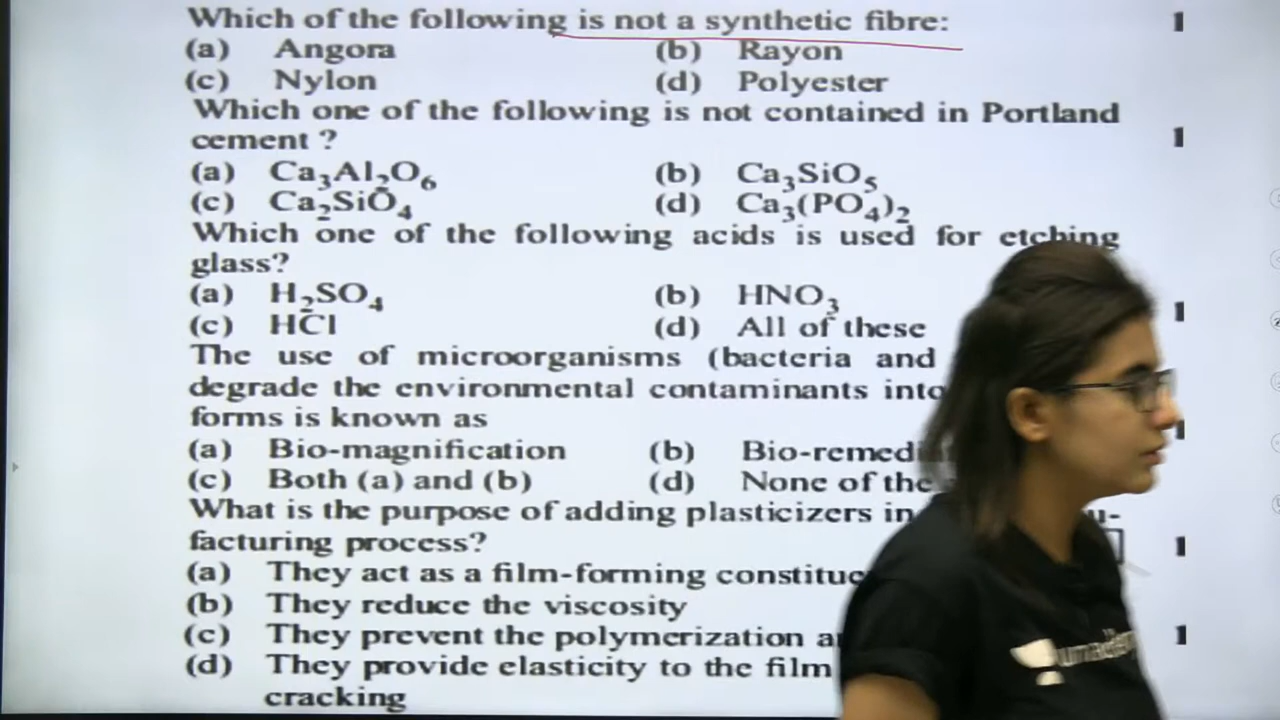 Which of the following is not a synthetic fibre: 1
(a) Angora (b) Rayon
(c) Nylon (d) Polyester
Which one of the following is not contained in Portland
cement ? 1
(a) Ca₃Al₂O₆ (b) Ca₃SiO₅
(c) Ca₂SiO₄ (d) Ca₃(PO₄)₂
Which one of the following acids is used for etching
glass?
(a) H₂SO₄ (b) HNO₃ 1
(c) HCl (d) All of these
The use of microorganisms (bacteria and
degrade the environmental contaminants into
forms is known as
(a) Bio-magnification (b)
(c) Both (a) and (b) (d) None of the
What is the purpose of adding plasticizers in
facturing process? 1
(a) They act as a film-forming
(b) They reduce the viscosity
(c) They prevent the polymerization 1
(d) They provide elasticity to the film
cracking